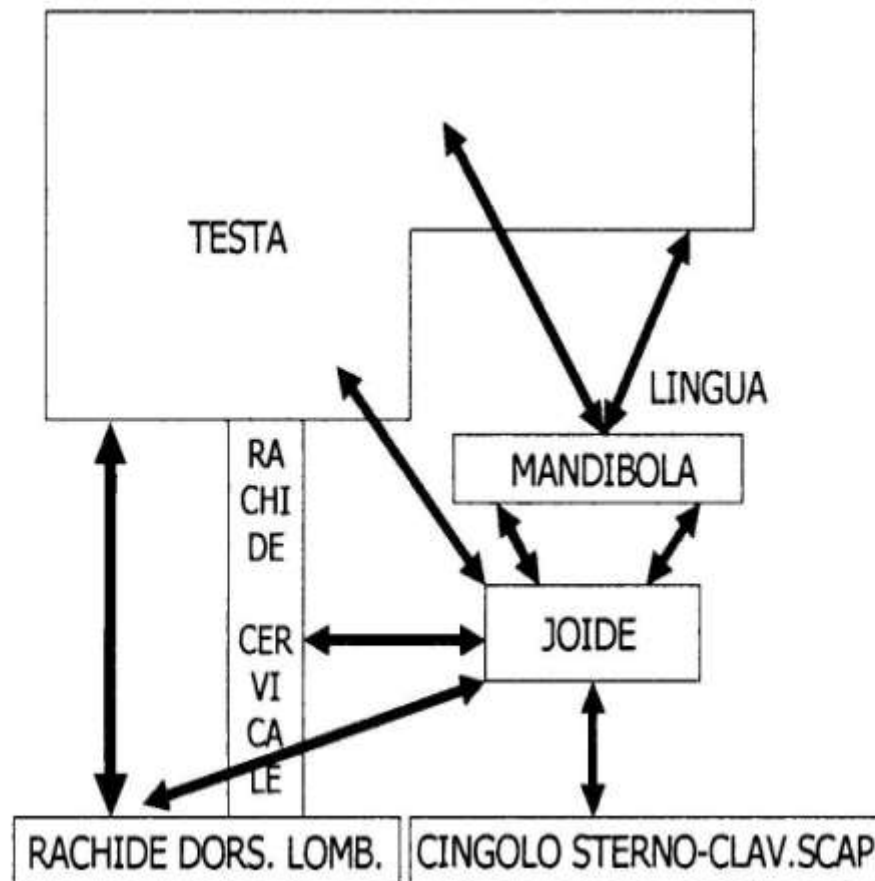 TESTA
LINGUA
MANDIBOLA
RA
CHI
DE
CER
VI
CA
LE
JOIDE
RACHIDE DORS. LOMB.
CINGOLO STERNO-CLAV.SCAP